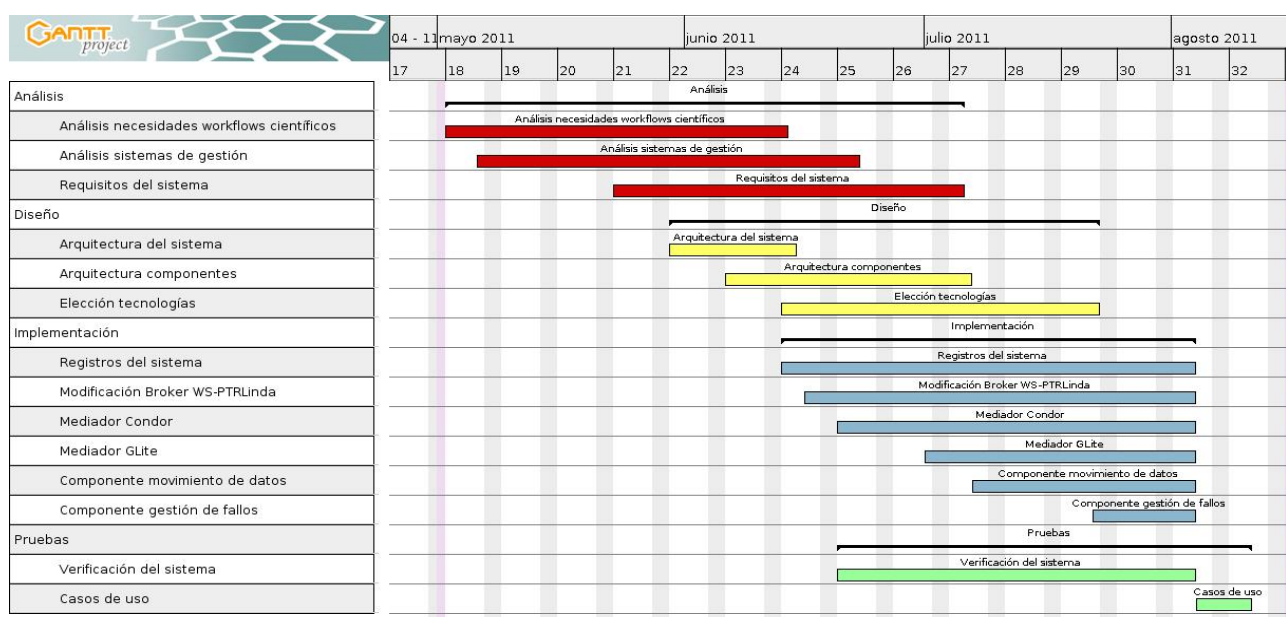 GANTT
project
04 - 11 mayo 2011 junio 2011 julio 2011 agosto 2011
17 18 19 20 21 22 23 24 25 26 27 28 29 30 31 32
Análisis
Análisis
Análisis necesidades workflows científicos
Análisis necesidades workflows científicos
Análisis sistemas de gestión
Análisis sistemas de gestión
Requisitos del sistema
Requisitos del sistema
Diseño
Diseño
Arquitectura del sistema
Arquitectura del sistema
Arquitectura componentes
Arquitectura componentes
Elección tecnologías
Elección tecnologías
Implementación
Implementación
Registros del sistema
Registros del sistema
Modificación Broker WS-PTRLinda
Modificación Broker WS-PTRLinda
Mediador Condor
Mediador Condor
Mediador GLite
Mediador GLite
Componente movimiento de datos
Componente movimiento de datos
Componente gestión de fallos
Componente gestión de fallos
Pruebas
Pruebas
Verificación del sistema
Verificación del sistema
Casos de uso
Casos de uso